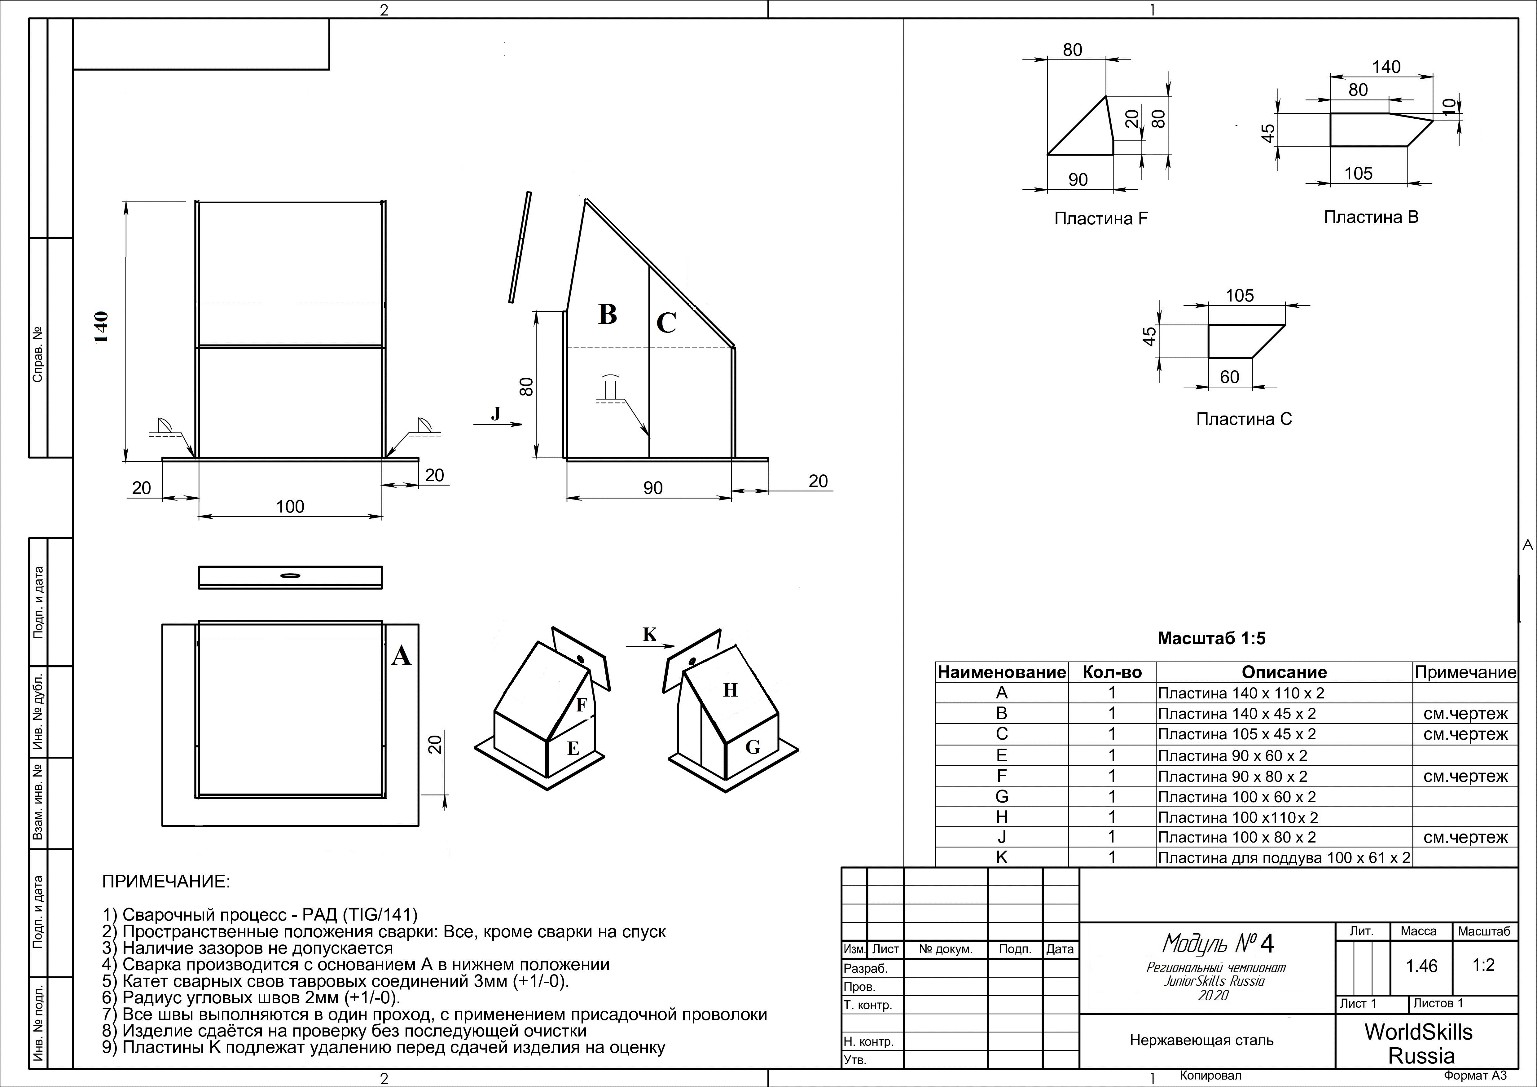 2
1
80
20
80
90
Пластина F
140
80
10
45
105
Пластина B
105
45
60
Пластина C
140
20
100
20
B
C
80
J
90
20
A
20
K
F
E
H
G
A
Справ. №
Подп. и дата
Инв. № дубл.
Взам. инв. №
Подп. и дата
Инв. № подл.
Масштаб 1:5
Наименование Кол-во Описание Примечание
A 1 Пластина 140 x 110 x 2
B 1 Пластина 140 x 45 x 2 см.чертеж
C 1 Пластина 105 x 45 x 2 см.чертеж
E 1 Пластина 90 x 60 x 2
F 1 Пластина 90 x 80 x 2 см.чертеж
G 1 Пластина 100 x 60 x 2
H 1 Пластина 100 x110x 2
J 1 Пластина 100 x 80 x 2 см.чертеж
K 1 Пластина для поддува 100 x 61 x 2
ПРИМЕЧАНИЕ:
1) Сварочный процесс - РАД (TIG/141)
2) Пространственные положения сварки: Все, кроме сварки на спуск
3) Наличие зазоров не допускается
4) Сварка производится с основанием А в нижнем положении
5) Катет сварных свов тавровых соединений 3мм (+1/-0).
6) Радиус угловых швов 2мм (+1/-0).
7) Все швы выполняются в один проход, с применением присадочной проволоки
8) Изделие сдаётся на проверку без последующей очистки
9) Пластины K подлежат удалению перед сдачей изделия на оценку
Изм. Лист № докум. Подп. Дата
Разраб.
Пров.
Т. контр.
Н. контр.
Утв.
Модуль № 4
Региональный чемпионат
JuniorSkills Russia
2020
Нержавеющая сталь
Лит. Масса Масштаб
1.46 1:2
Лист 1 Листов 1
WorldSkills
Russia
2
1
Копировал
Формат А3